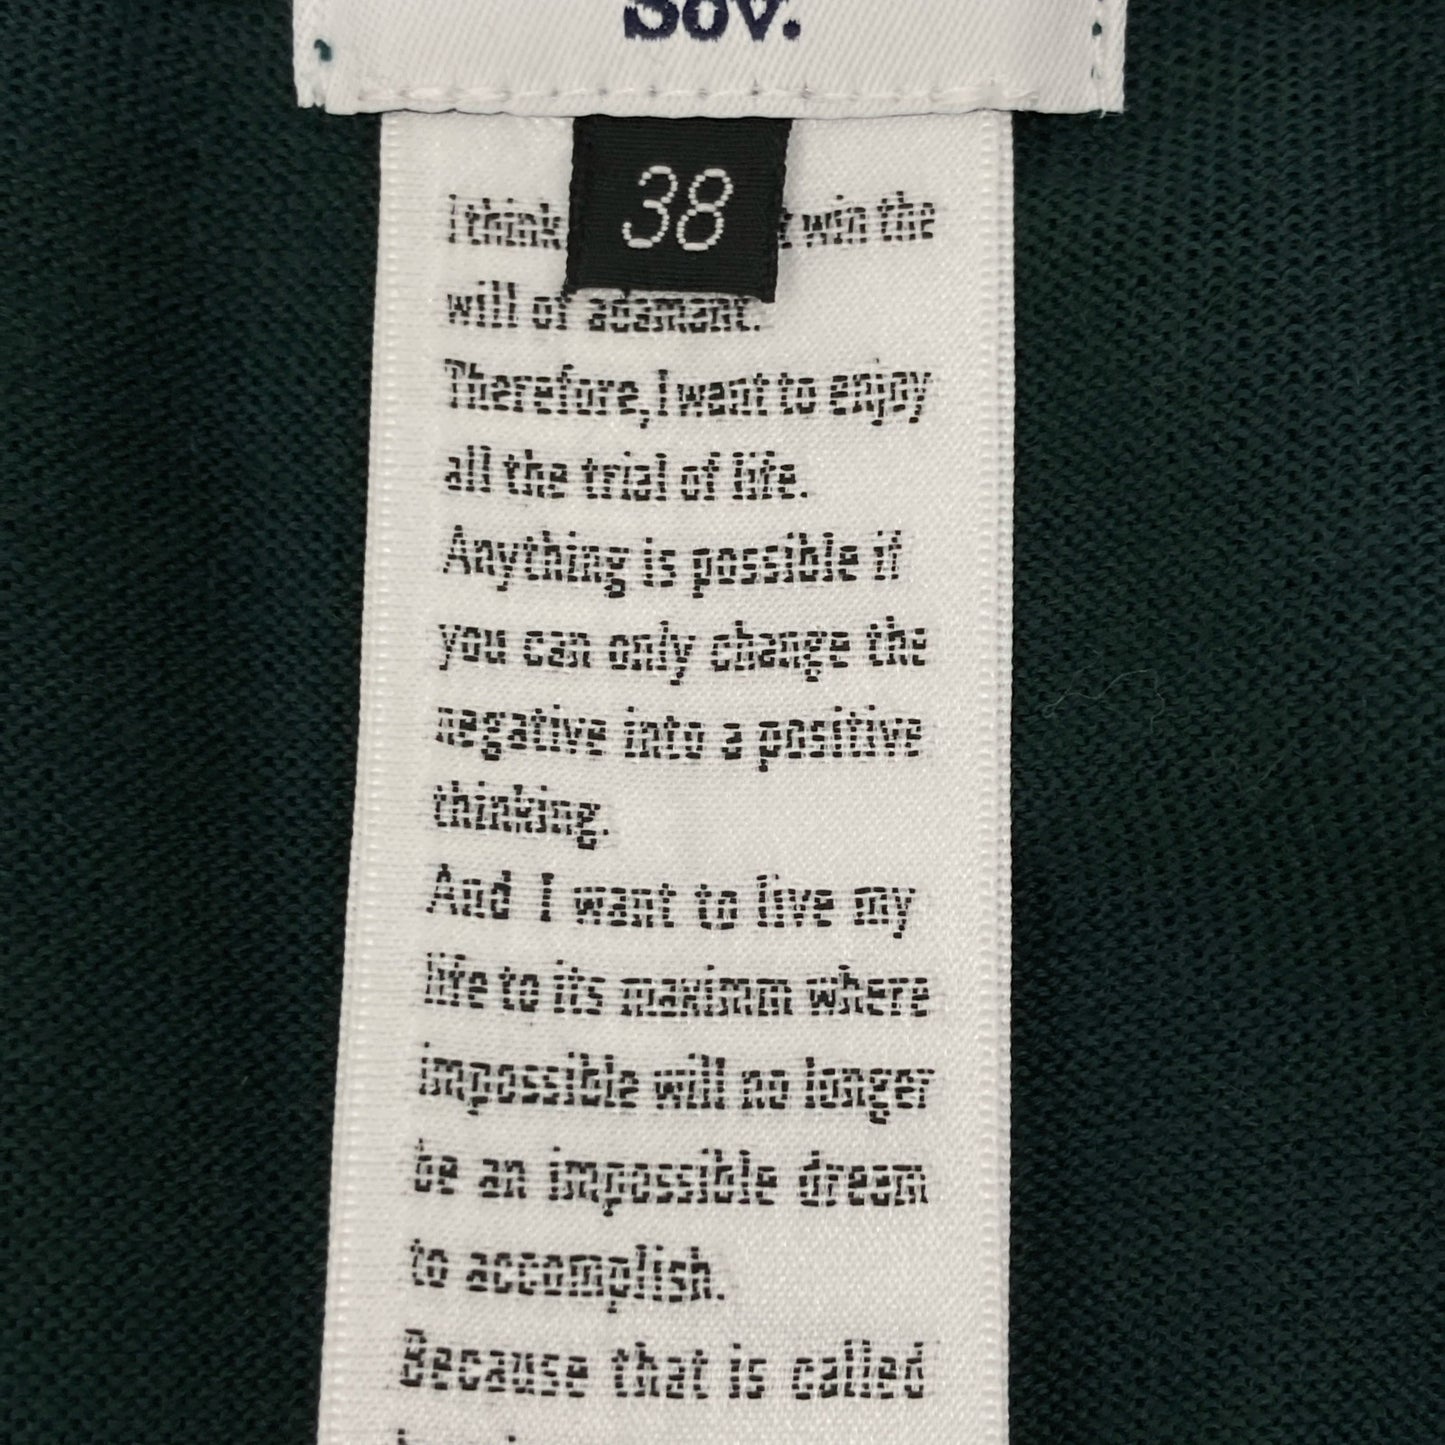 Sov.
38
I think win the
will of adamant.
Therefore, I want to enjoy
all the trial of life.
Anything is possible if
you can only change the
negative into a positive
thinking.
And I want to live my
life to its maximum where
impossible will no longer
be an impossible dream
to accomplish.
Because that is called